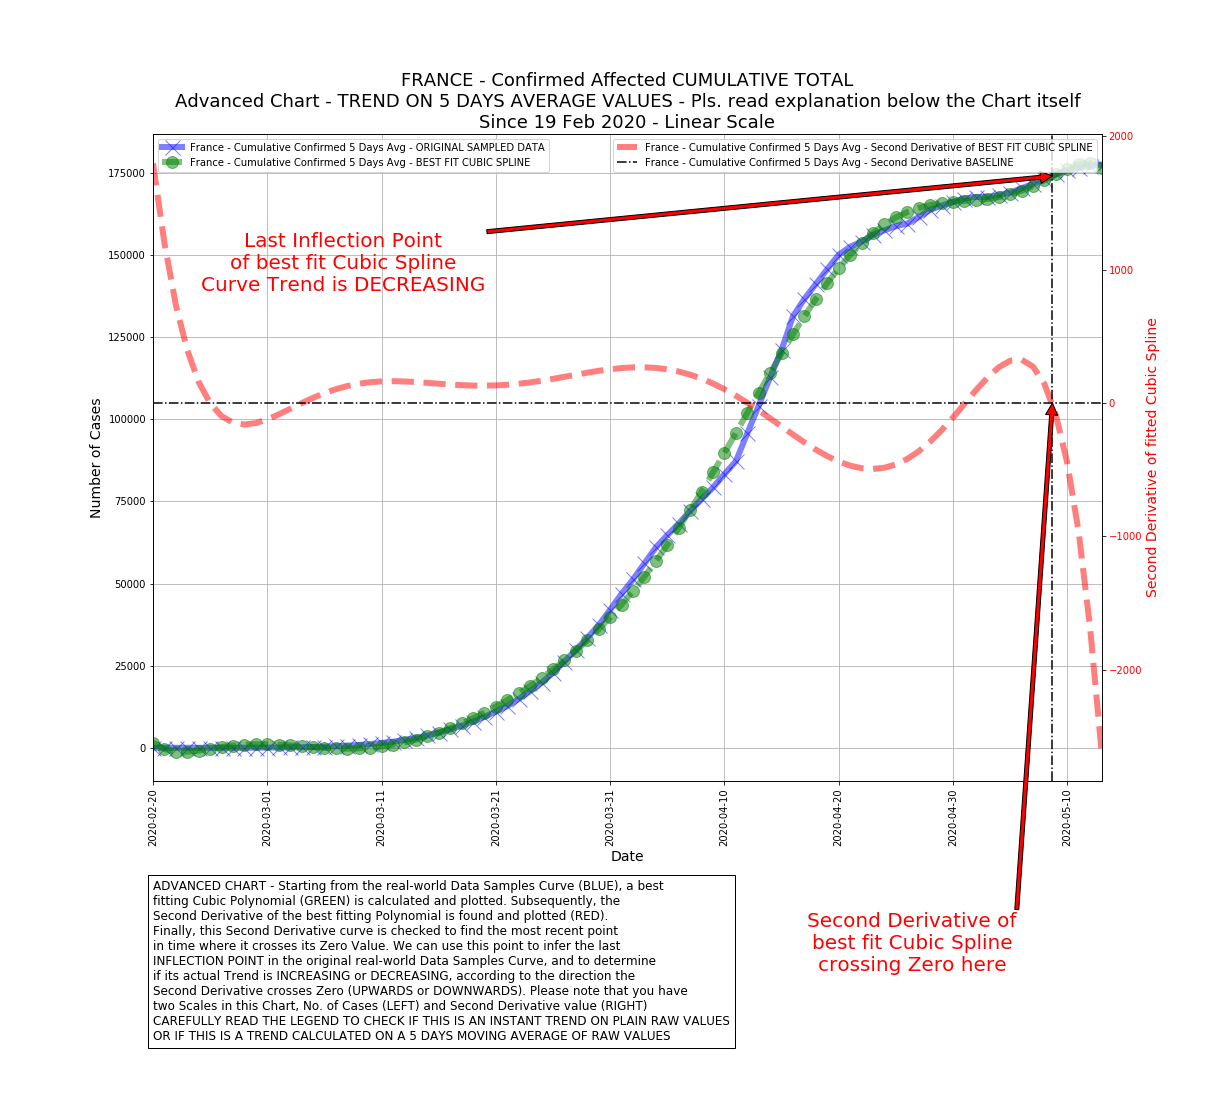 FRANCE - Confirmed Affected CUMULATIVE TOTAL
Advanced Chart - TREND ON 5 DAYS AVERAGE VALUES - Pls. read explanation below the Chart itself
Since 19 Feb 2020 - Linear Scale
France - Cumulative Confirmed 5 Days Avg - ORIGINAL SAMPLED DATA
France - Cumulative Confirmed 5 Days Avg - BEST FIT CUBIC SPLINE
France - Cumulative Confirmed 5 Days Avg - Second Derivative of BEST FIT CUBIC SPLINE
France - Cumulative Confirmed 5 Days Avg - Second Derivative BASELINE
Last Inflection Point
of best fit Cubic Spline
Curve Trend is DECREASING
Number of Cases
175000
150000
125000
100000
75000
50000
25000
0
2000
1000
0
−1000
−2000
Second Derivative of fitted Cubic Spline
2020-02-20
2020-03-01
2020-03-11
2020-03-21
2020-03-31
2020-04-10
2020-04-20
2020-04-30
2020-05-10
Date
ADVANCED CHART - Starting from the real-world Data Samples Curve (BLUE), a best
fitting Cubic Polynomial (GREEN) is calculated and plotted. Subsequently, the
Second Derivative of the best fitting Polynomial is found and plotted (RED).
Finally, this Second Derivative curve is checked to find the most recent point
in time where it crosses its Zero Value. We can use this point to infer the last
INFLECTION POINT in the original real-world Data Samples Curve, and to determine
if its actual Trend is INCREASING or DECREASING, according to the direction the
Second Derivative crosses Zero (UPWARDS or DOWNWARDS). Please note that you have
two Scales in this Chart, No. of Cases (LEFT) and Second Derivative value (RIGHT)
CAREFULLY READ THE LEGEND TO CHECK IF THIS IS AN INSTANT TREND ON PLAIN RAW VALUES
OR IF THIS IS A TREND CALCULATED ON A 5 DAYS MOVING AVERAGE OF RAW VALUES
Second Derivative of
best fit Cubic Spline
crossing Zero here